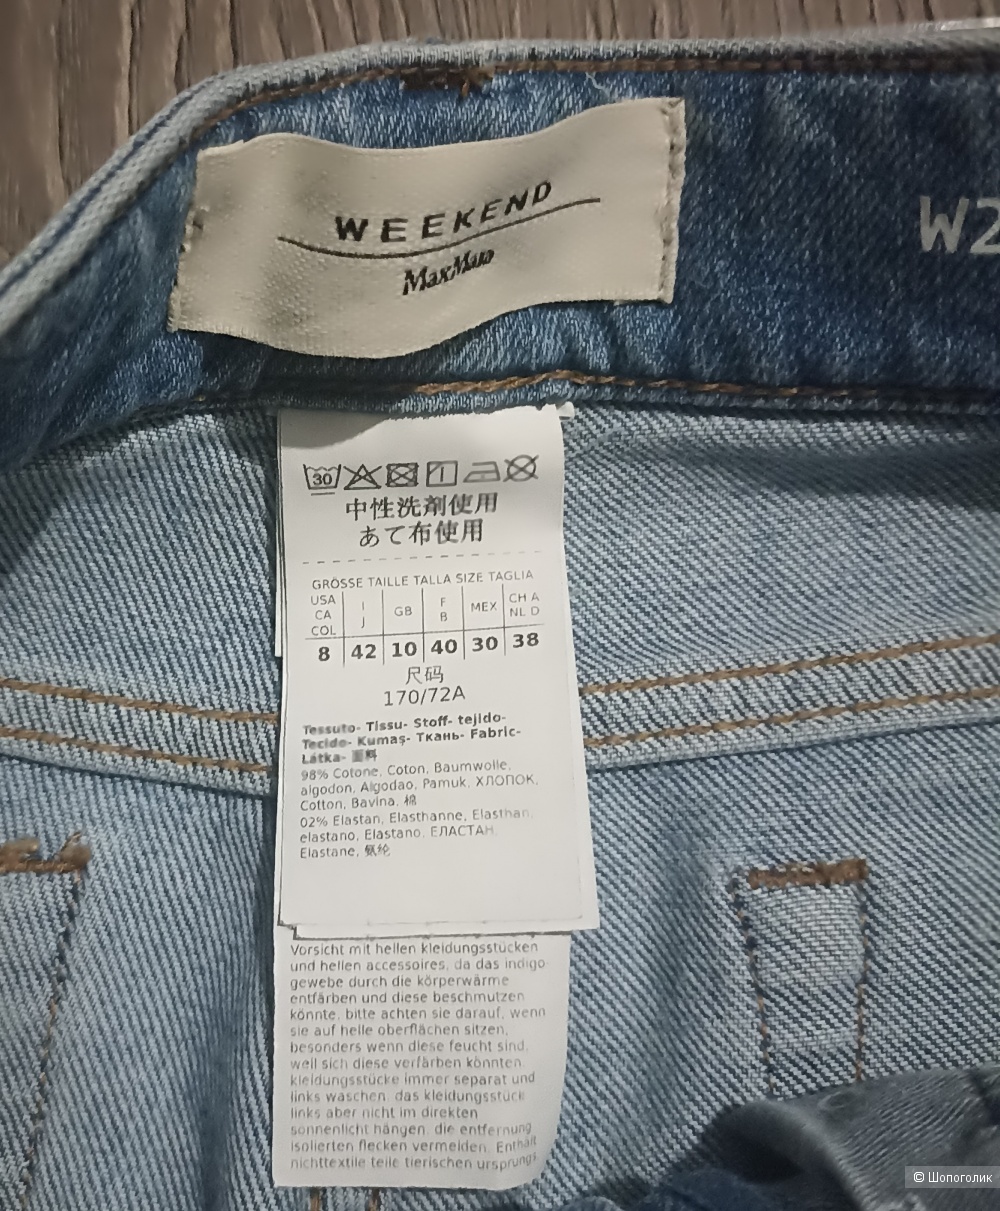 WEEKEND
MaxMara
W2
30
中性洗剤使用
あて布使用
GRÖSSE TAILLE TALLA SIZE TAGLIA
USA CA COL | I J | GB | F B | MEX | CH A NL D
8 | 42 | 10 | 40 | 30 | 38
尺码
170/72A
Tessuto- Tissu- Stoff- tejido-
Tecido- Kumaş- Ткань- Fabric-
Látka- 面料
98% Cotone, Coton, Baumwolle,
algodon, Algodao, Pamuk, ХЛОПОК,
Cotton, Bavlna, 棉
02% Elastan, Elasthanne, Elasthan,
elastano, Elastano, ЕЛАСТАН,
Elastane, 氨纶
Vorsicht mit hellen kleidungsstücken
und hellen accessoires, da das indigo-
gewebe durch die körperwärme
entfärben und diese beschmutzen
könnte. bitte achten sie darauf, wenn
sie auf helle oberflächen sitzen,
besonders wenn diese feucht sind,
weil sich diese verfärben könnten.
kleidungsstücke immer separat und
links waschen. das kleidungsstück
links aber nicht im direkten
sonnenlicht hängen. die entfernung
isolierten flecken vermeiden. Enthält
nichttextile teile tierischen ursprungs
© Шопоголик